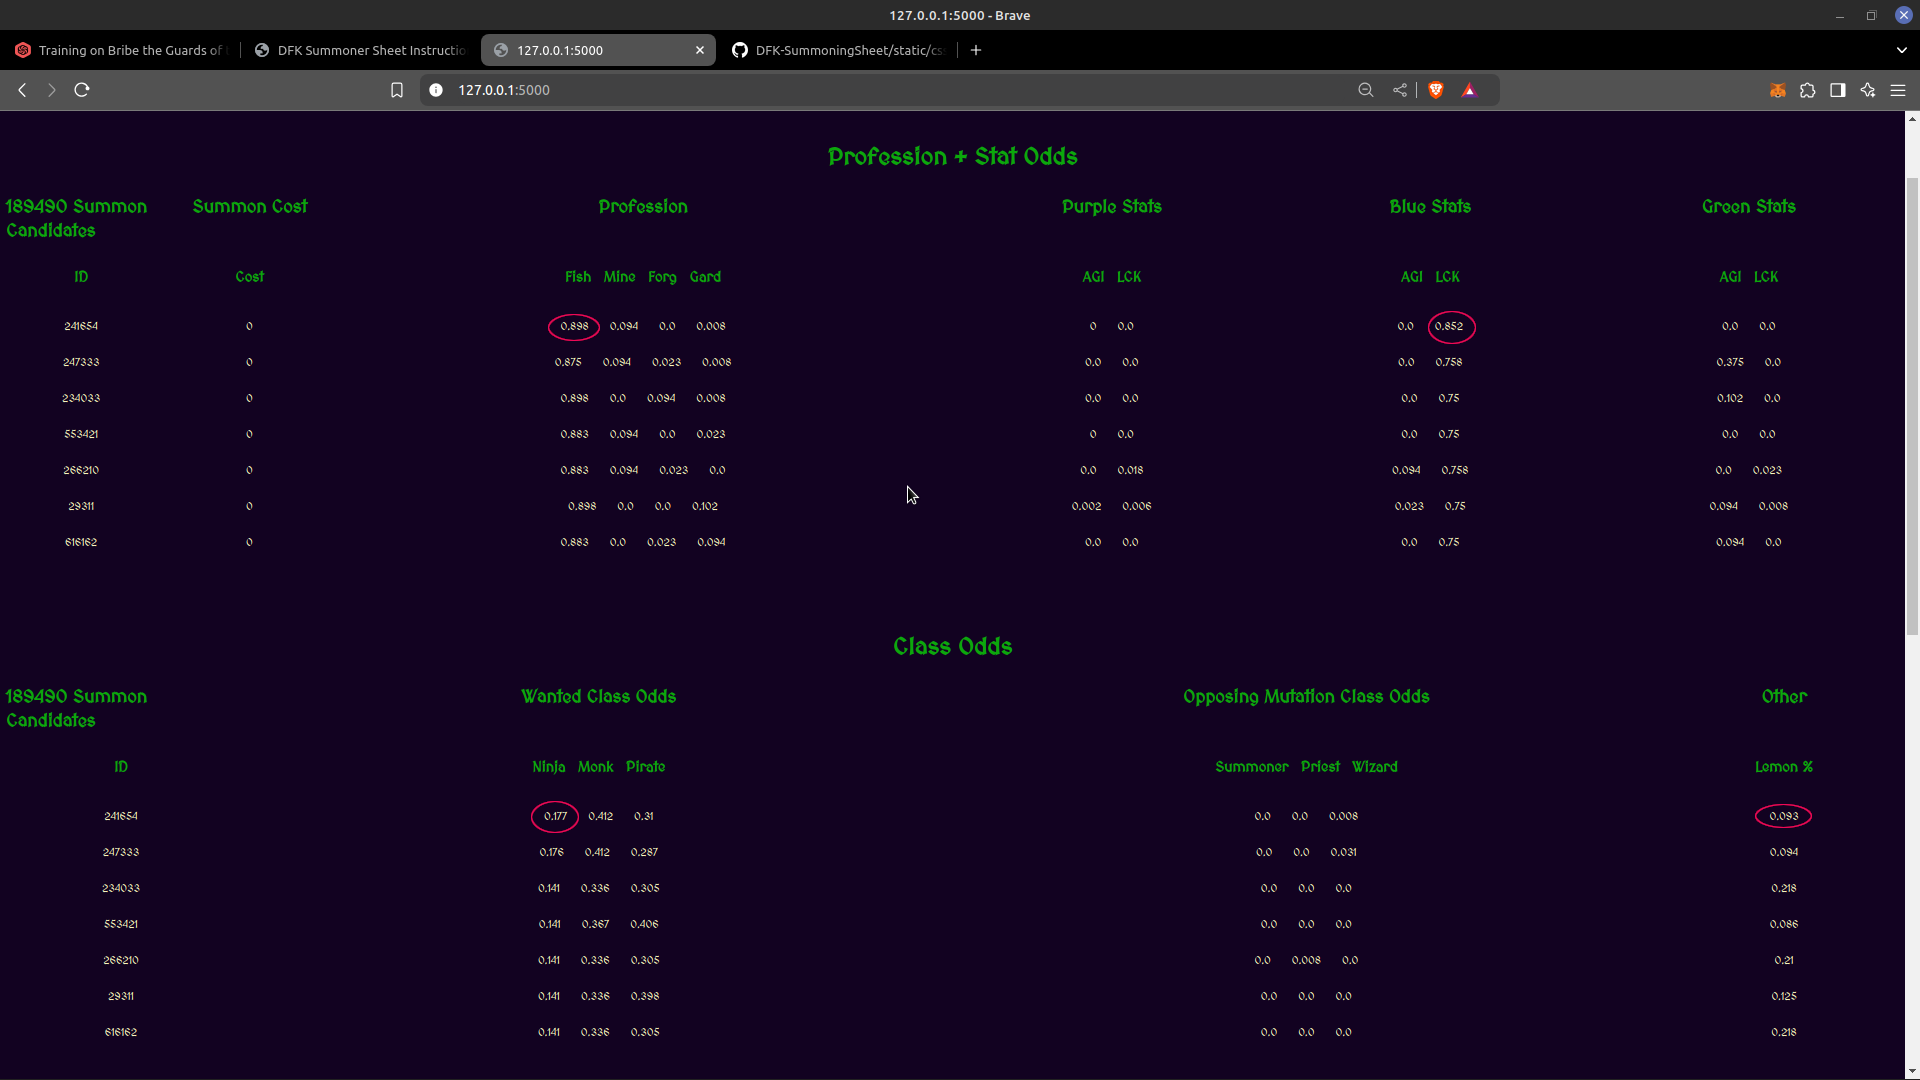 127.0.0.1:5000 - Brave
Training on Bribe the Guards of
DFK Summoner Sheet Instructio
127.0.0.1:5000
DFK-SummoningSheet/static/cs
127.0.0.1:5000
Profession + Stat Odds
189490 Summon Candidates Summon Cost Profession Purple Stats Blue Stats Green Stats
ID Cost Fish Mine Forg Gard AGI LCK AGI LCK AGI LCK
241654 0 0.898 0.094 0.0 0.008 0 0.0 0.0 0.852 0.0 0.0
247333 0 0.875 0.094 0.023 0.008 0.0 0.0 0.0 0.758 0.375 0.0
234033 0 0.898 0.0 0.094 0.008 0.0 0.0 0.0 0.75 0.102 0.0
553421 0 0.883 0.094 0.0 0.023 0 0.0 0.0 0.75 0.0 0.0
266210 0 0.883 0.094 0.023 0.0 0.0 0.018 0.094 0.758 0.0 0.023
29311 0 0.898 0.0 0.0 0.102 0.002 0.006 0.023 0.75 0.094 0.008
616162 0 0.883 0.0 0.023 0.094 0.0 0.0 0.0 0.75 0.094 0.0
Class Odds
189490 Summon Candidates Wanted Class Odds Opposing Mutation Class Odds Other
ID Ninja Monk Pirate Summoner Priest Wizard Lemon %
241654 0.177 0.412 0.31 0.0 0.0 0.008 0.093
247333 0.176 0.412 0.287 0.0 0.0 0.031 0.094
234033 0.141 0.336 0.305 0.0 0.0 0.0 0.218
553421 0.141 0.367 0.406 0.0 0.0 0.0 0.086
266210 0.141 0.336 0.305 0.0 0.008 0.0 0.21
29311 0.141 0.336 0.398 0.0 0.0 0.0 0.125
616162 0.141 0.336 0.305 0.0 0.0 0.0 0.218